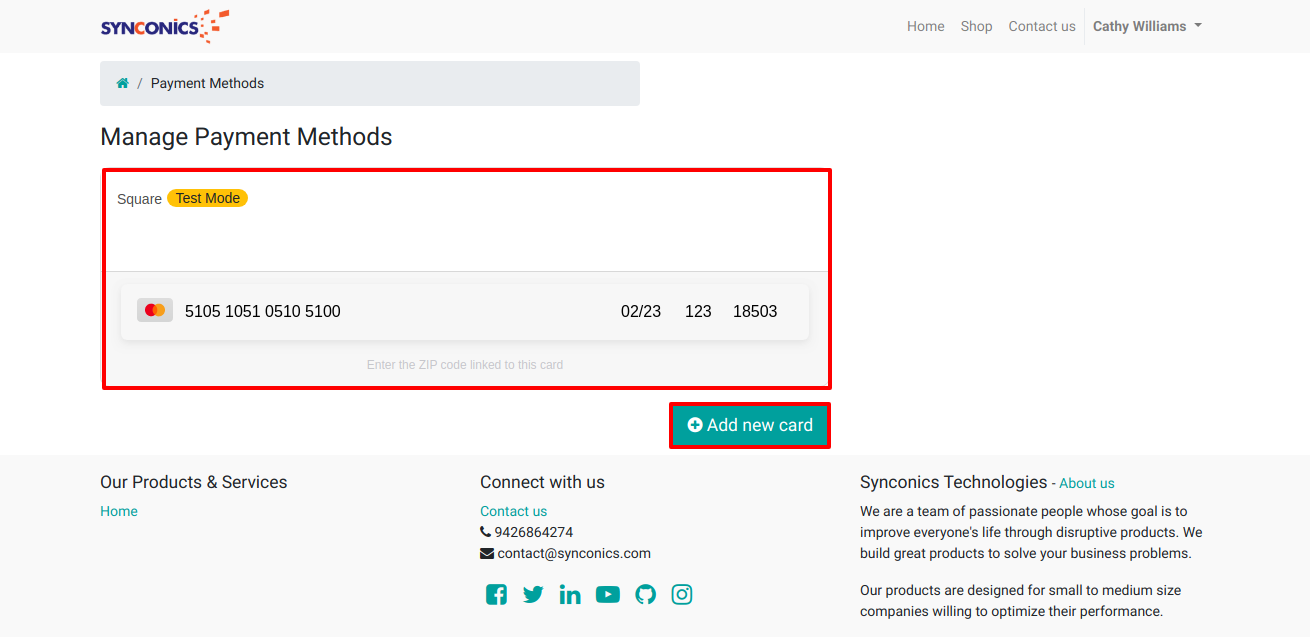 SYNCONICS
Home Shop Contact us Cathy Williams
/ Payment Methods
Manage Payment Methods
Square Test Mode
5105 1051 0510 5100 02/23 123 18503
Enter the ZIP code linked to this card
Add new card
Our Products & Services
Home
Connect with us
Contact us
9426864274
contact@synconics.com
Synconics Technologies - About us
We are a team of passionate people whose goal is to
improve everyone's life through disruptive products. We
build great products to solve your business problems.
Our products are designed for small to medium size
companies willing to optimize their performance.